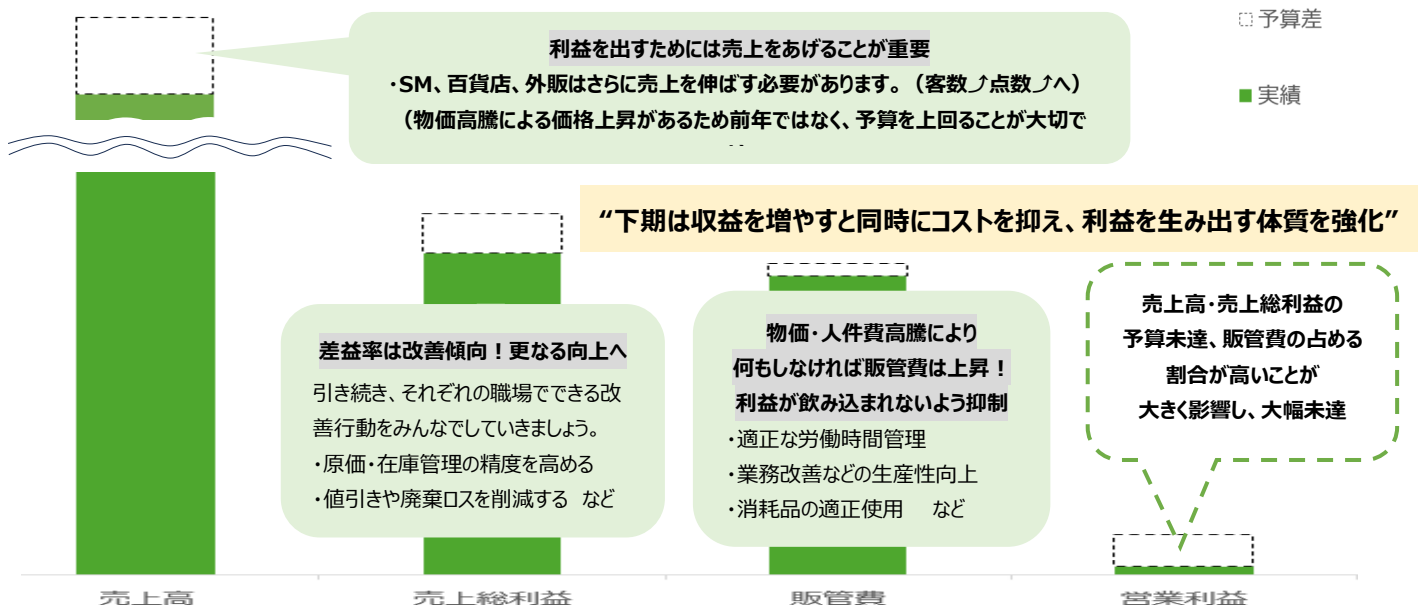 予算差
実績
利益を出すためには売上をあげることが重要
・SM、百貨店、外販はさらに売上を伸ばす必要があります。（客数⤴点数⤴へ）
（物価高騰による価格上昇があるため前年ではなく、予算を上回ることが大切で
“下期は収益を増やすと同時にコストを抑え、利益を生み出す体質を強化”
差益率は改善傾向！更なる向上へ
引き続き、それぞれの職場でできる改
善行動をみんなでしていきましょう。
・原価・在庫管理の精度を高める
・値引きや廃棄ロスを削減する など
物価・人件費高騰により
何もしなければ販管費は上昇！
利益が飲み込まれないよう抑制
・適正な労働時間管理
・業務改善などの生産性向上
・消耗品の適正使用 など
売上高・売上総利益の
予算未達、販管費の占める
割合が高いことが
大きく影響し、大幅未達
売上高
売上総利益
販管費
営業利益